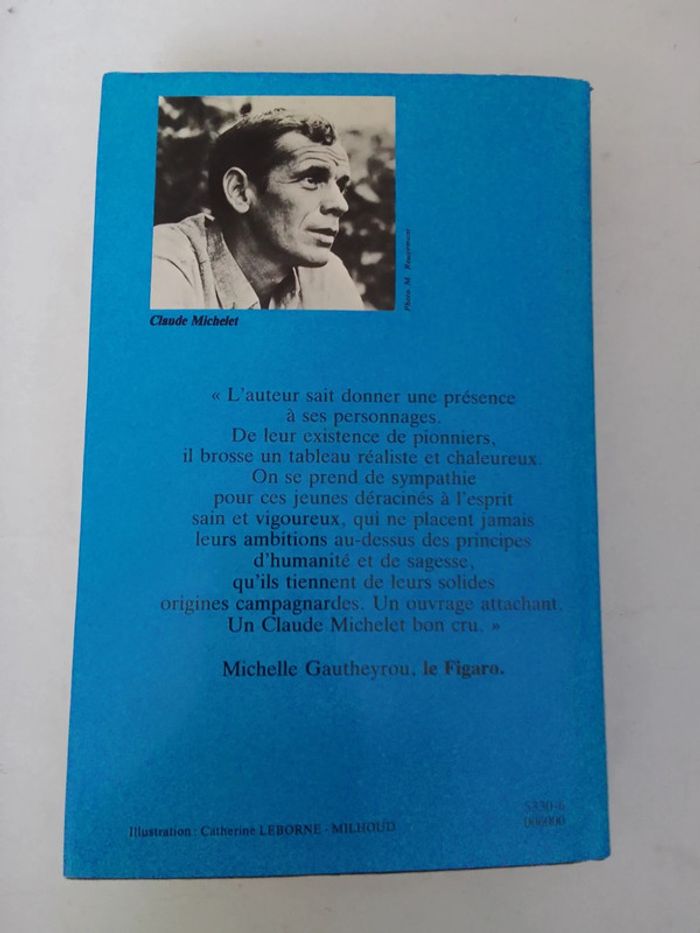 Photo M. Rougemont
Claude Michelet
« L'auteur sait donner une présence
à ses personnages.
De leur existence de pionniers,
il brosse un tableau réaliste et chaleureux.
On se prend de sympathie
pour ces jeunes déracinés à l'esprit
sain et vigoureux, qui ne placent jamais
leurs ambitions au-dessus des principes
d'humanité et de sagesse,
qu'ils tiennent de leurs solides
origines campagnardes. Un ouvrage attachant.
Un Claude Michelet bon cru. »
Michelle Gautheyrou, le Figaro.
5330-6
Illustration : Catherine LEBORNE - MILHOUD